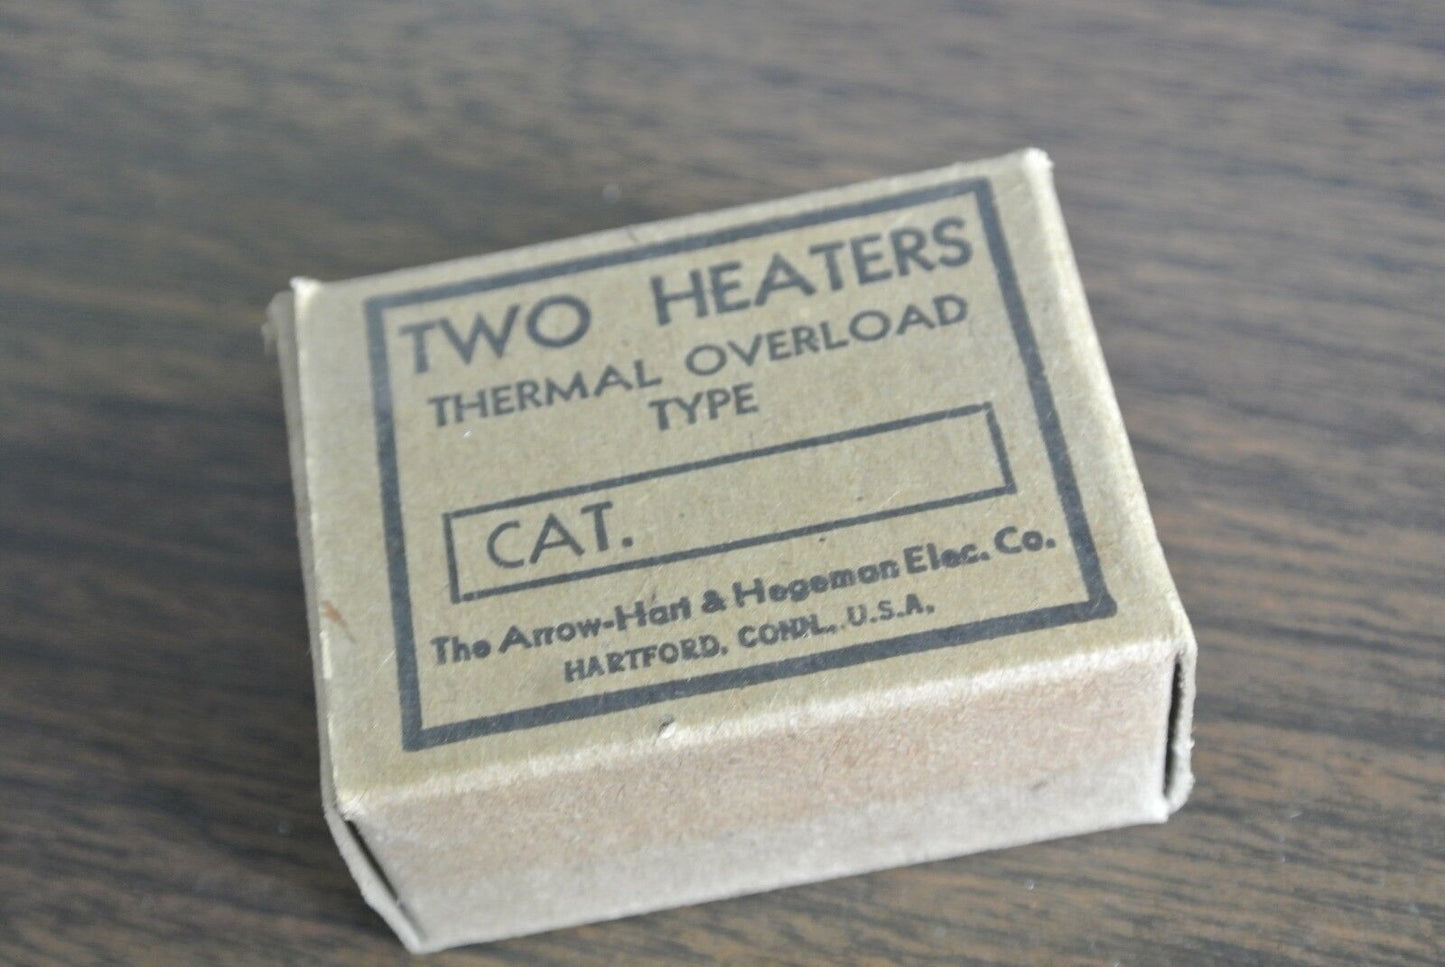 TWO HEATERS
THERMAL OVERLOAD
TYPE
CAT.
The Arrow-Hart & Hegeman Elec. Co.
HARTFORD, CONN., U.S.A.